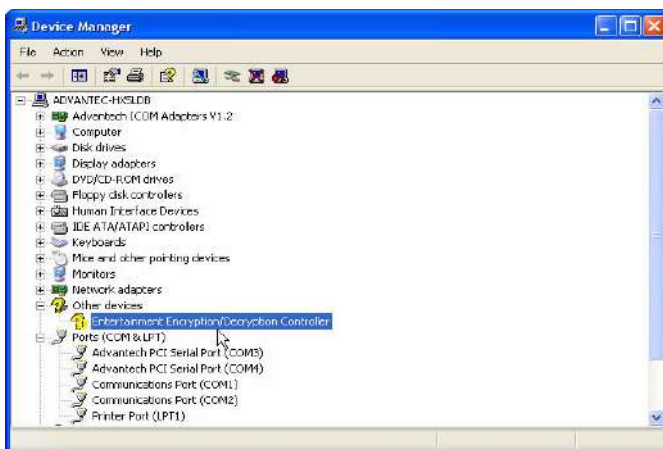 Device Manager
File Action View Help
ADVANTEC-HXSLDB
Advantech ICOM Adapters V1.2
Computer
Disk drives
Display adapters
DVD/CD-ROM drives
Floppy disk controllers
Human Interface Devices
IDE ATA/ATAPI controllers
Keyboards
Mice and other pointing devices
Monitors
Network adapters
Other devices
Entertainment Encryption/Decryption Controller
Ports (COM & LPT)
Advantech PCI Serial Port (COM3)
Advantech PCI Serial Port (COM4)
Communications Port (COM1)
Communications Port (COM2)
Printer Port (LPT1)